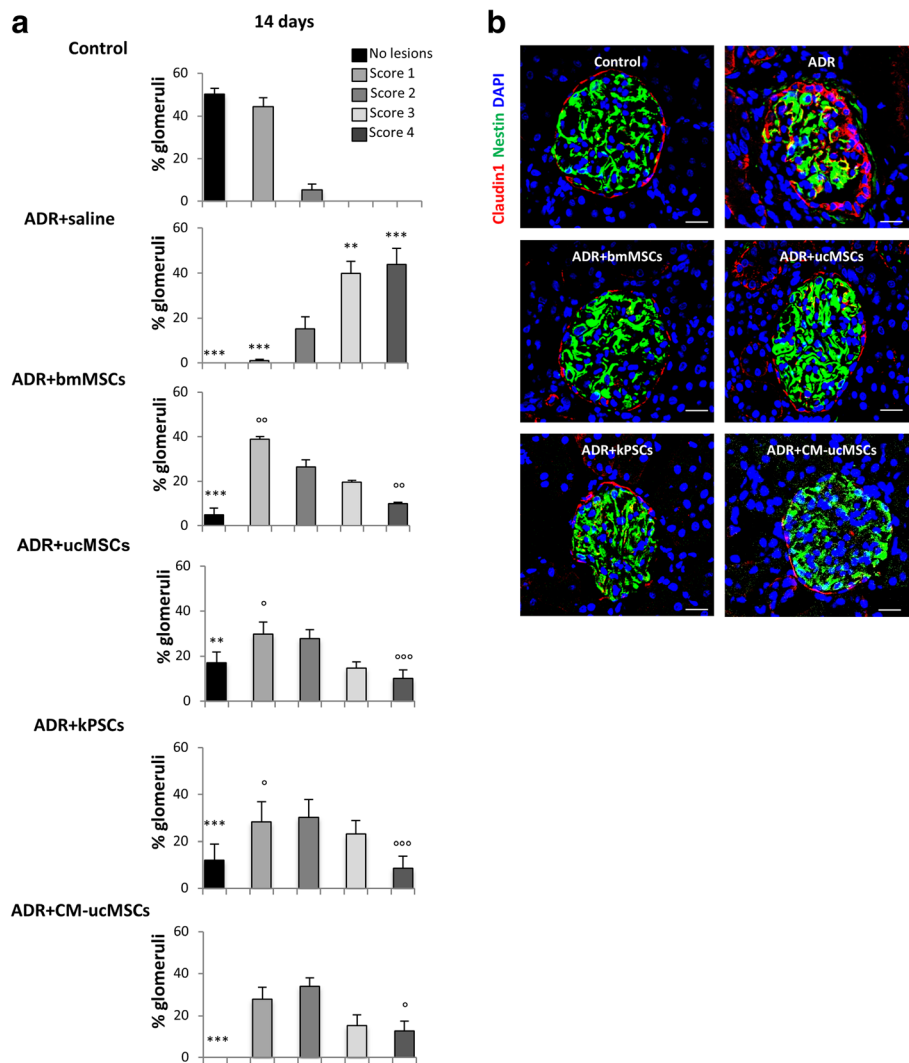 a
14 days
Control
No lesions
Score 1
Score 2
Score 3
Score 4
% glomeruli
60
40
20
0
ADR+saline
% glomeruli
60
40
20
0
***
***
**
***
ADR+bmMSCs
% glomeruli
60
40
20
0
***
°°
°°
ADR+ucMSCs
% glomeruli
60
40
20
0
**
°
°°°
ADR+kPSCs
% glomeruli
60
40
20
0
***
°
°°°
ADR+CM-ucMSCs
% glomeruli
60
40
20
0
***
°
b
Claudin1 Nestin DAPI
Control
ADR
ADR+bmMSCs
ADR+ucMSCs
ADR+kPSCs
ADR+CM-ucMSCs